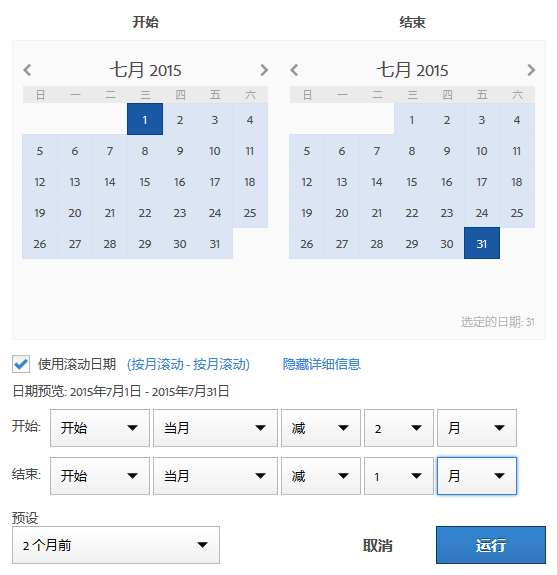 开始 结束
七月 2015 七月 2015
日 一 二 三 四 五 六 日 一 二 三 四 五 六
1 2 3 4 1 2 3 4
5 6 7 8 9 10 11 5 6 7 8 9 10 11
12 13 14 15 16 17 18 12 13 14 15 16 17 18
19 20 21 22 23 24 25 19 20 21 22 23 24 25
26 27 28 29 30 31 26 27 28 29 30 31
选定的日期: 31
使用滚动日期 (按月滚动 - 按月滚动) 隐藏详细信息
日期预览: 2015年7月1日 - 2015年7月31日
开始: 开始 当月 减 2 月
结束: 开始 当月 减 1 月
预设
2 个月前 取消 运行